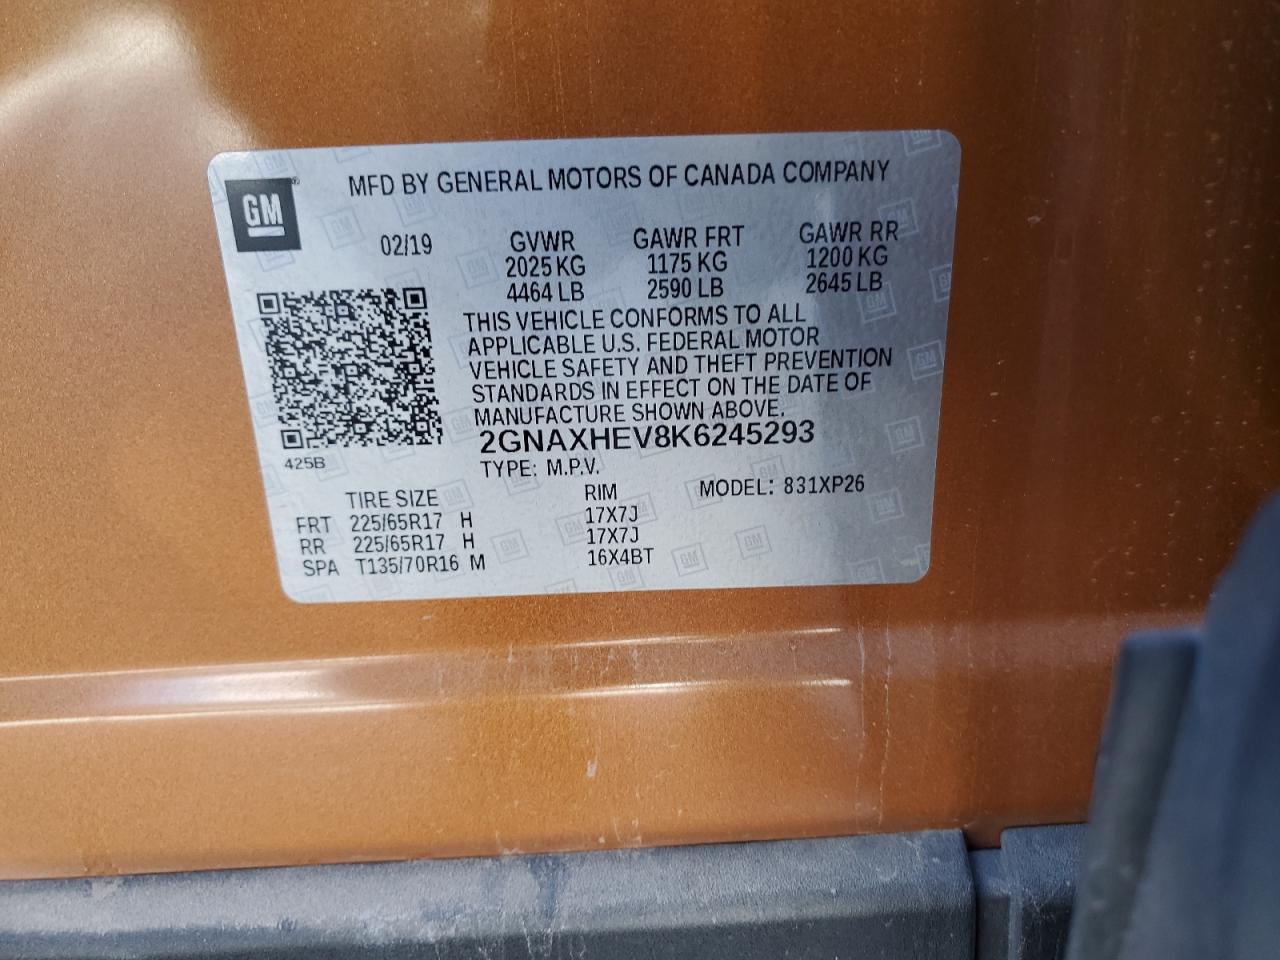 MFD BY GENERAL MOTORS OF CANADA COMPANY
GM
02/19 GVWR GAWR FRT GAWR RR
2025 KG 1175 KG 1200 KG
4464 LB 2590 LB 2645 LB
THIS VEHICLE CONFORMS TO ALL
APPLICABLE U.S. FEDERAL MOTOR
VEHICLE SAFETY AND THEFT PREVENTION
STANDARDS IN EFFECT ON THE DATE OF
MANUFACTURE SHOWN ABOVE.
2GNAXHEV8K6245293
425B
TYPE: M.P.V.
MODEL: 831XP26
TIRE SIZE RIM
FRT 225/65R17 H 17X7J
RR 225/65R17 H 17X7J
SPA T135/70R16 M 16X4BT